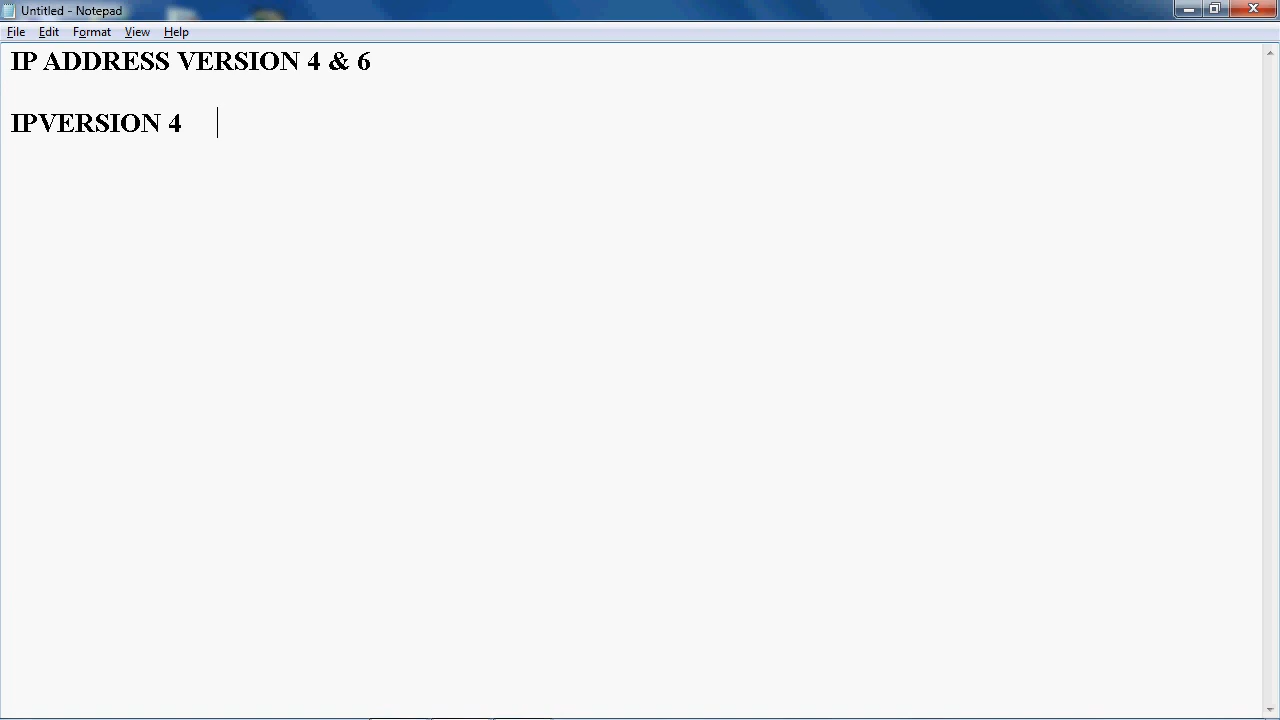 Untitled - Notepad
File Edit Format View Help
IP ADDRESS VERSION 4 & 6
IPVERSION 4